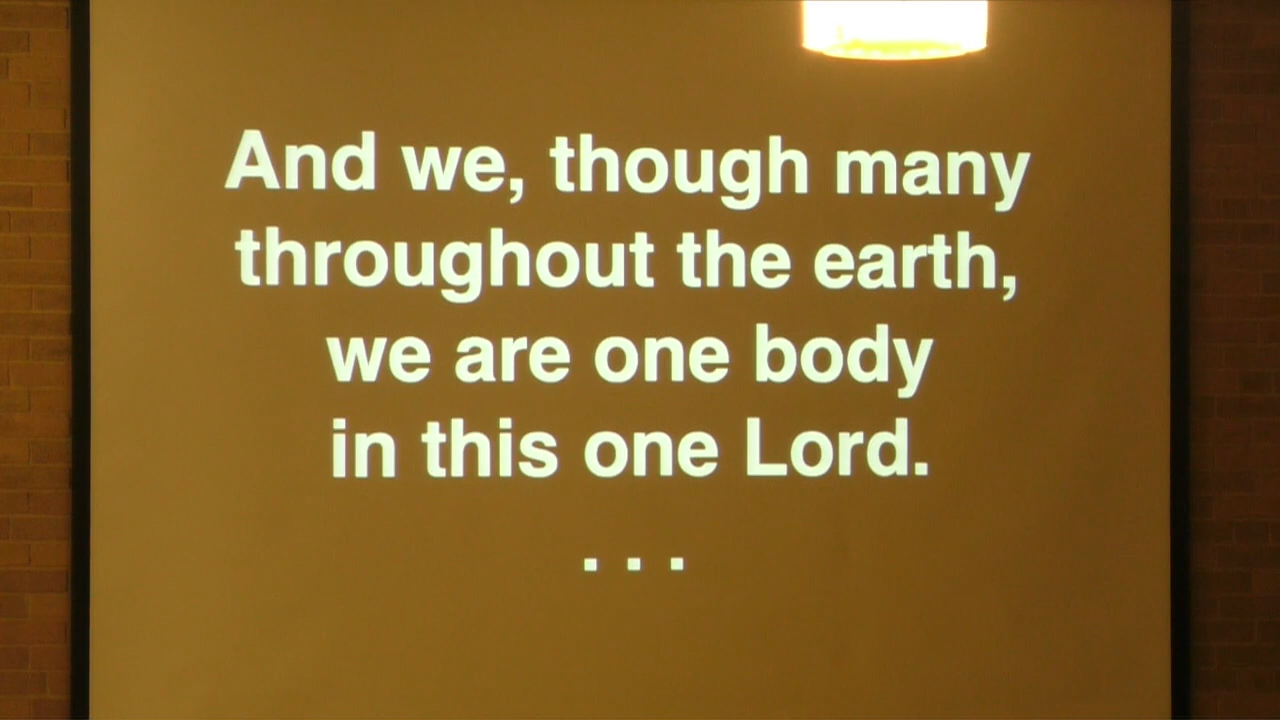 And we, though many
throughout the earth,
we are one body
in this one Lord.
. . .